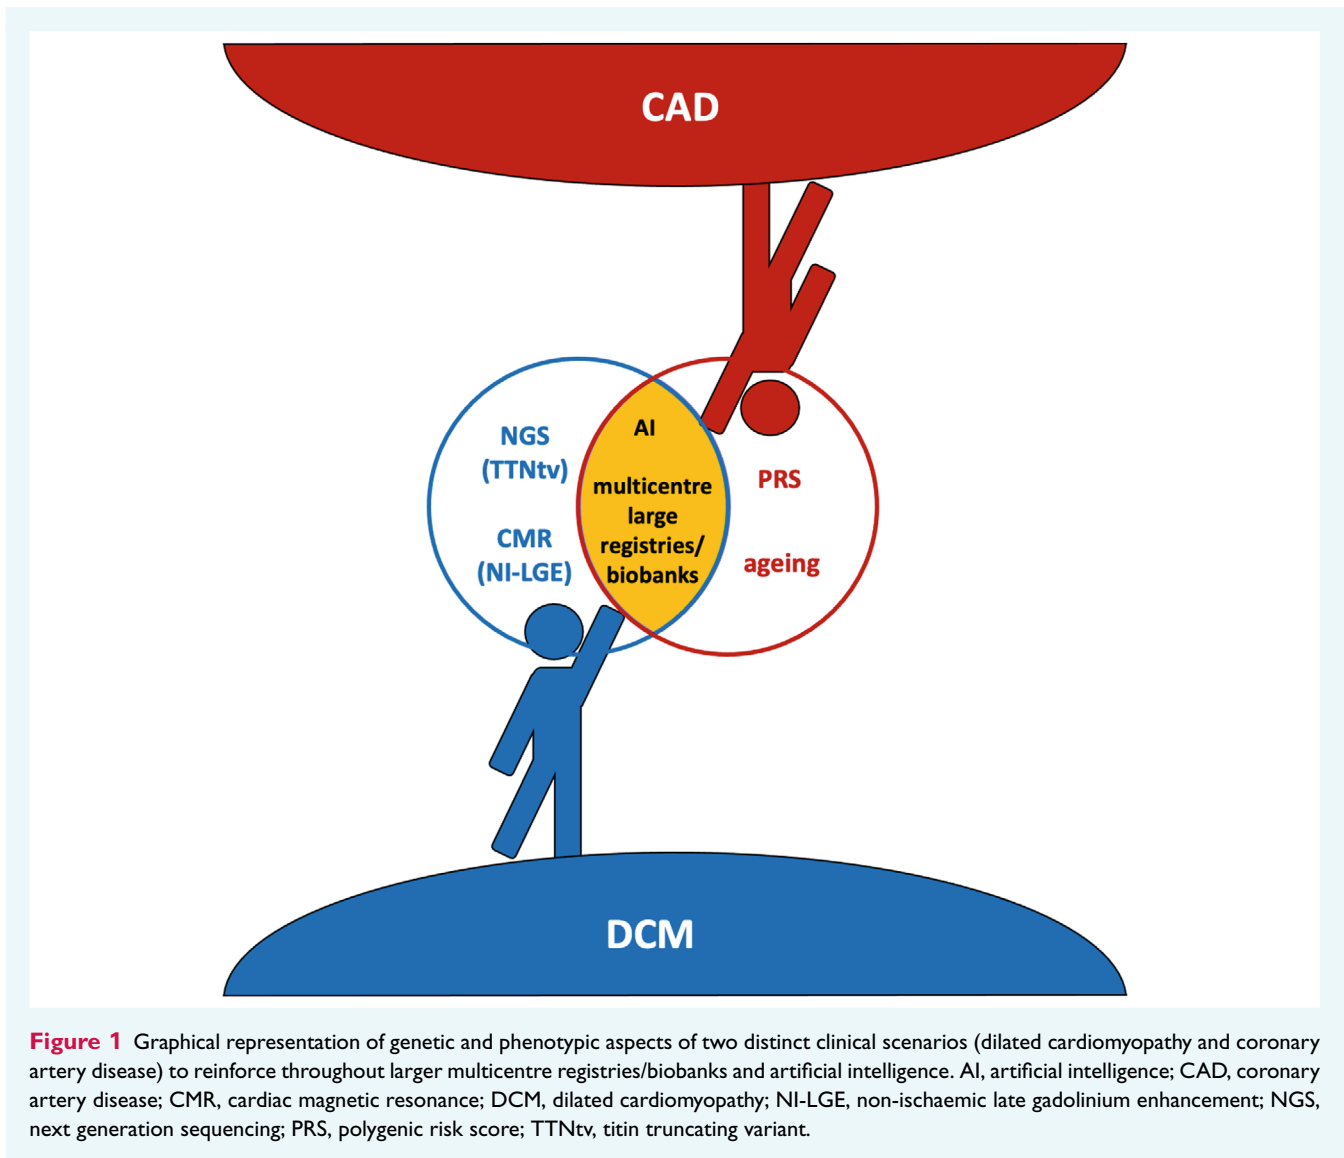 CAD
NGS
(TTNtv)
CMR
(NI-LGE)
AI
multicentre
large
registries/
biobanks
PRS
ageing
DCM
Figure 1 Graphical representation of genetic and phenotypic aspects of two distinct clinical scenarios (dilated cardiomyopathy and coronary
artery disease) to reinforce throughout larger multicentre registries/biobanks and artificial intelligence. AI, artificial intelligence; CAD, coronary
artery disease; CMR, cardiac magnetic resonance; DCM, dilated cardiomyopathy; NI-LGE, non-ischaemic late gadolinium enhancement; NGS,
next generation sequencing; PRS, polygenic risk score; TTNtv, titin truncating variant.